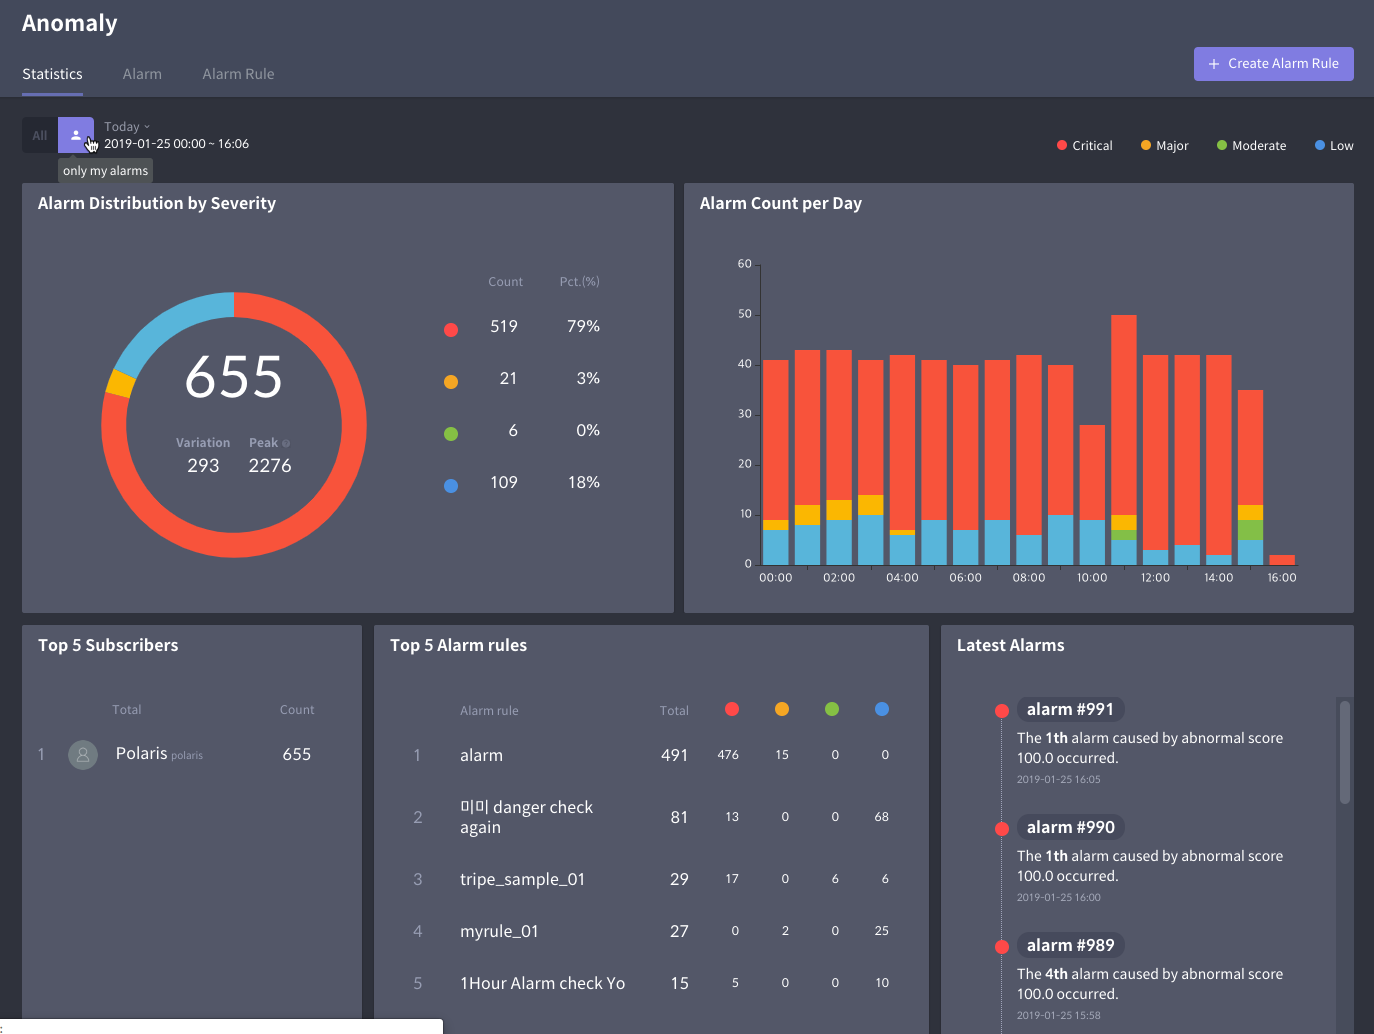 Anomaly
Statistics
Alarm
Alarm Rule
+ Create Alarm Rule
All
Today
2019-01-25 00:00 ~ 16:06
only my alarms
Critical
Major
Moderate
Low
Alarm Distribution by Severity
655
Variation
Peak
293
2276
Count
Pct.(%)
519
79%
21
3%
6
0%
109
18%
Alarm Count per Day
60
50
40
30
20
10
0
00:00
02:00
04:00
06:00
08:00
10:00
12:00
14:00
16:00
Top 5 Subscribers
Total
Count
1
Polaris polaris
655
Top 5 Alarm rules
Alarm rule
Total
1
alarm
491
476
15
0
0
2
미미 danger check
again
81
13
0
0
68
3
tripe_sample_01
29
17
0
6
6
4
myrule_01
27
0
2
0
25
5
1Hour Alarm check Yo
15
5
0
0
10
Latest Alarms
alarm #991
The 1th alarm caused by abnormal score
100.0 occurred.
2019-01-25 16:05
alarm #990
The 1th alarm caused by abnormal score
100.0 occurred.
2019-01-25 16:00
alarm #989
The 4th alarm caused by abnormal score
100.0 occurred.
2019-01-25 15:58